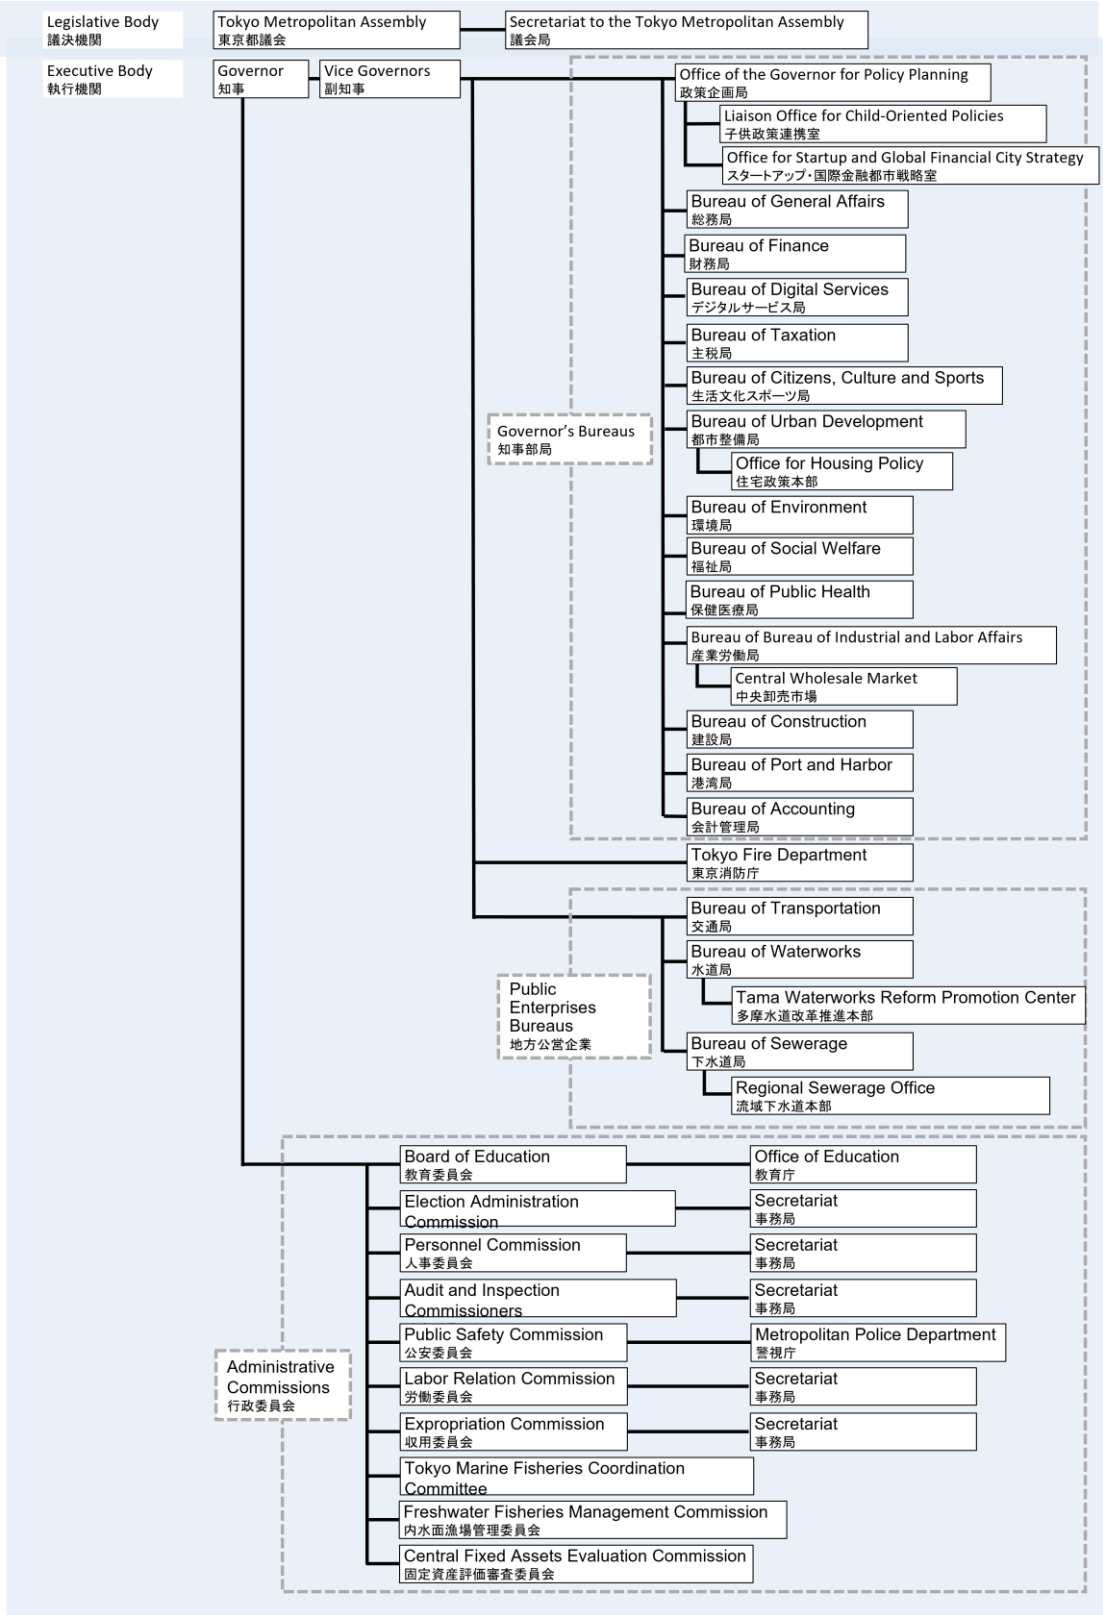 Legislative Body
議決機関
Tokyo Metropolitan Assembly
東京都議会
Secretariat to the Tokyo Metropolitan Assembly
議会局
Executive Body
執行機関
Governor
知事
Vice Governors
副知事
Office of the Governor for Policy Planning
政策企画局
Liaison Office for Child-Oriented Policies
子供政策連携室
Office for Startup and Global Financial City Strategy
スタートアップ・国際金融都市戦略室
Bureau of General Affairs
総務局
Bureau of Finance
財務局
Bureau of Digital Services
デジタルサービス局
Bureau of Taxation
主税局
Bureau of Citizens, Culture and Sports
生活文化スポーツ局
Governor's Bureaus
知事部局
Bureau of Urban Development
都市整備局
Office for Housing Policy
住宅政策本部
Bureau of Environment
環境局
Bureau of Social Welfare
福祉局
Bureau of Public Health
保健医療局
Bureau of Bureau of Industrial and Labor Affairs
産業労働局
Central Wholesale Market
中央卸売市場
Bureau of Construction
建設局
Bureau of Port and Harbor
港湾局
Bureau of Accounting
会計管理局
Tokyo Fire Department
東京消防庁
Bureau of Transportation
交通局
Bureau of Waterworks
水道局
Public
Enterprises
Bureaus
地方公営企業
Tama Waterworks Reform Promotion Center
多摩水道改革推進本部
Bureau of Sewerage
下水道局
Regional Sewerage Office
流域下水道本部
Board of Education
教育委員会
Office of Education
教育庁
Election Administration
Commission
Secretariat
事務局
Personnel Commission
人事委員会
Secretariat
事務局
Audit and Inspection
Commissioners
Secretariat
事務局
Public Safety Commission
公安委員会
Metropolitan Police Department
警視庁
Administrative
Commissions
行政委員会
Labor Relation Commission
労働委員会
Secretariat
事務局
Expropriation Commission
収用委員会
Secretariat
事務局
Tokyo Marine Fisheries Coordination
Committee
Freshwater Fisheries Management Commission
内水面漁場管理委員会
Central Fixed Assets Evaluation Commission
固定資産評価審査委員会